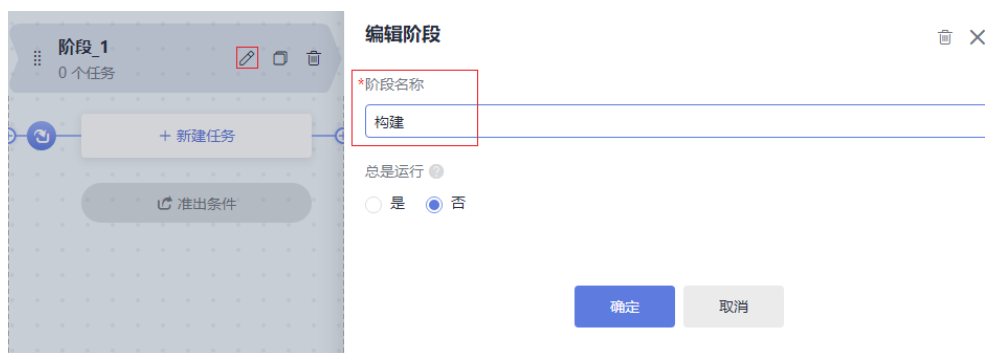 阶段_1
0 个任务
+ 新建任务
准出条件
编辑阶段
*阶段名称
构建
总是运行 ?
是 否
确定 取消